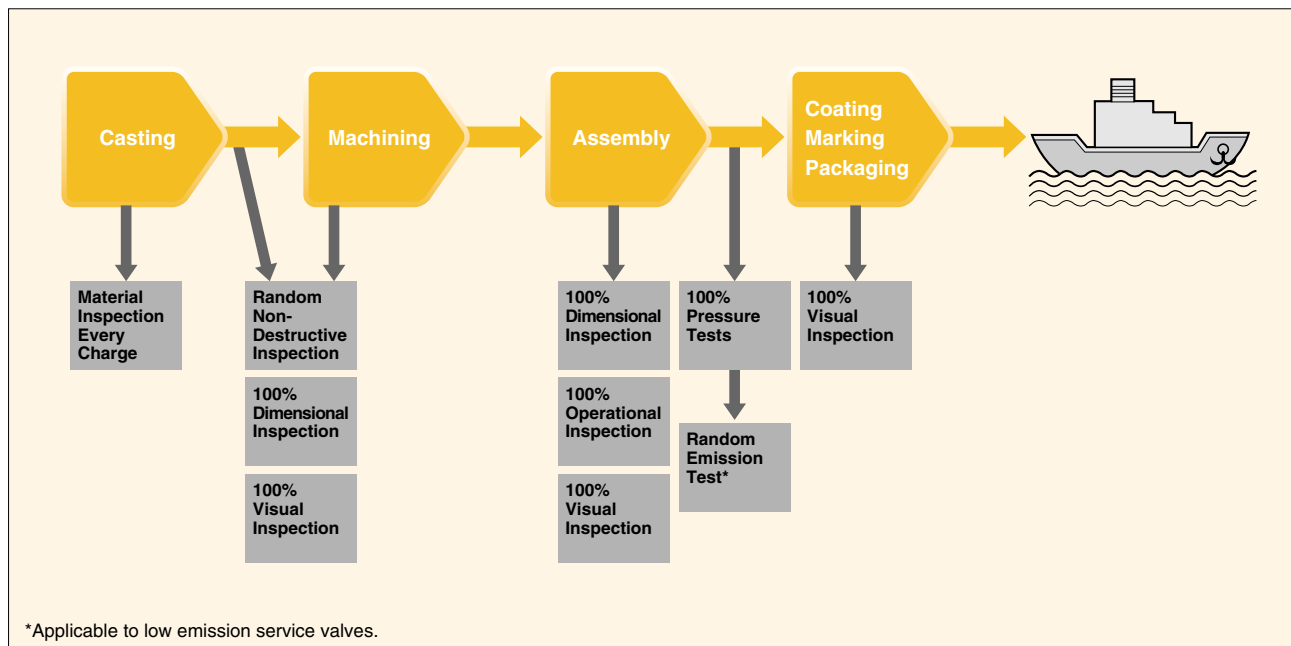 Casting
Machining
Assembly
Coating
Marking
Packaging
Material
Inspection
Every
Charge
Random
Non-
Destructive
Inspection
100%
Dimensional
Inspection
100%
Visual
Inspection
100%
Dimensional
Inspection
100%
Operational
Inspection
100%
Visual
Inspection
100%
Pressure
Tests
Random
Emission
Test*
100%
Visual
Inspection
*Applicable to low emission service valves.